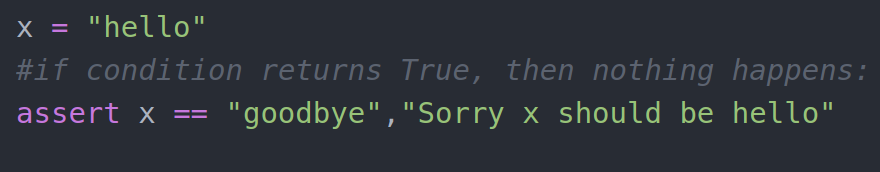 x = "hello"
#if condition returns True, then nothing happens:
assert x == "goodbye","Sorry x should be hello"